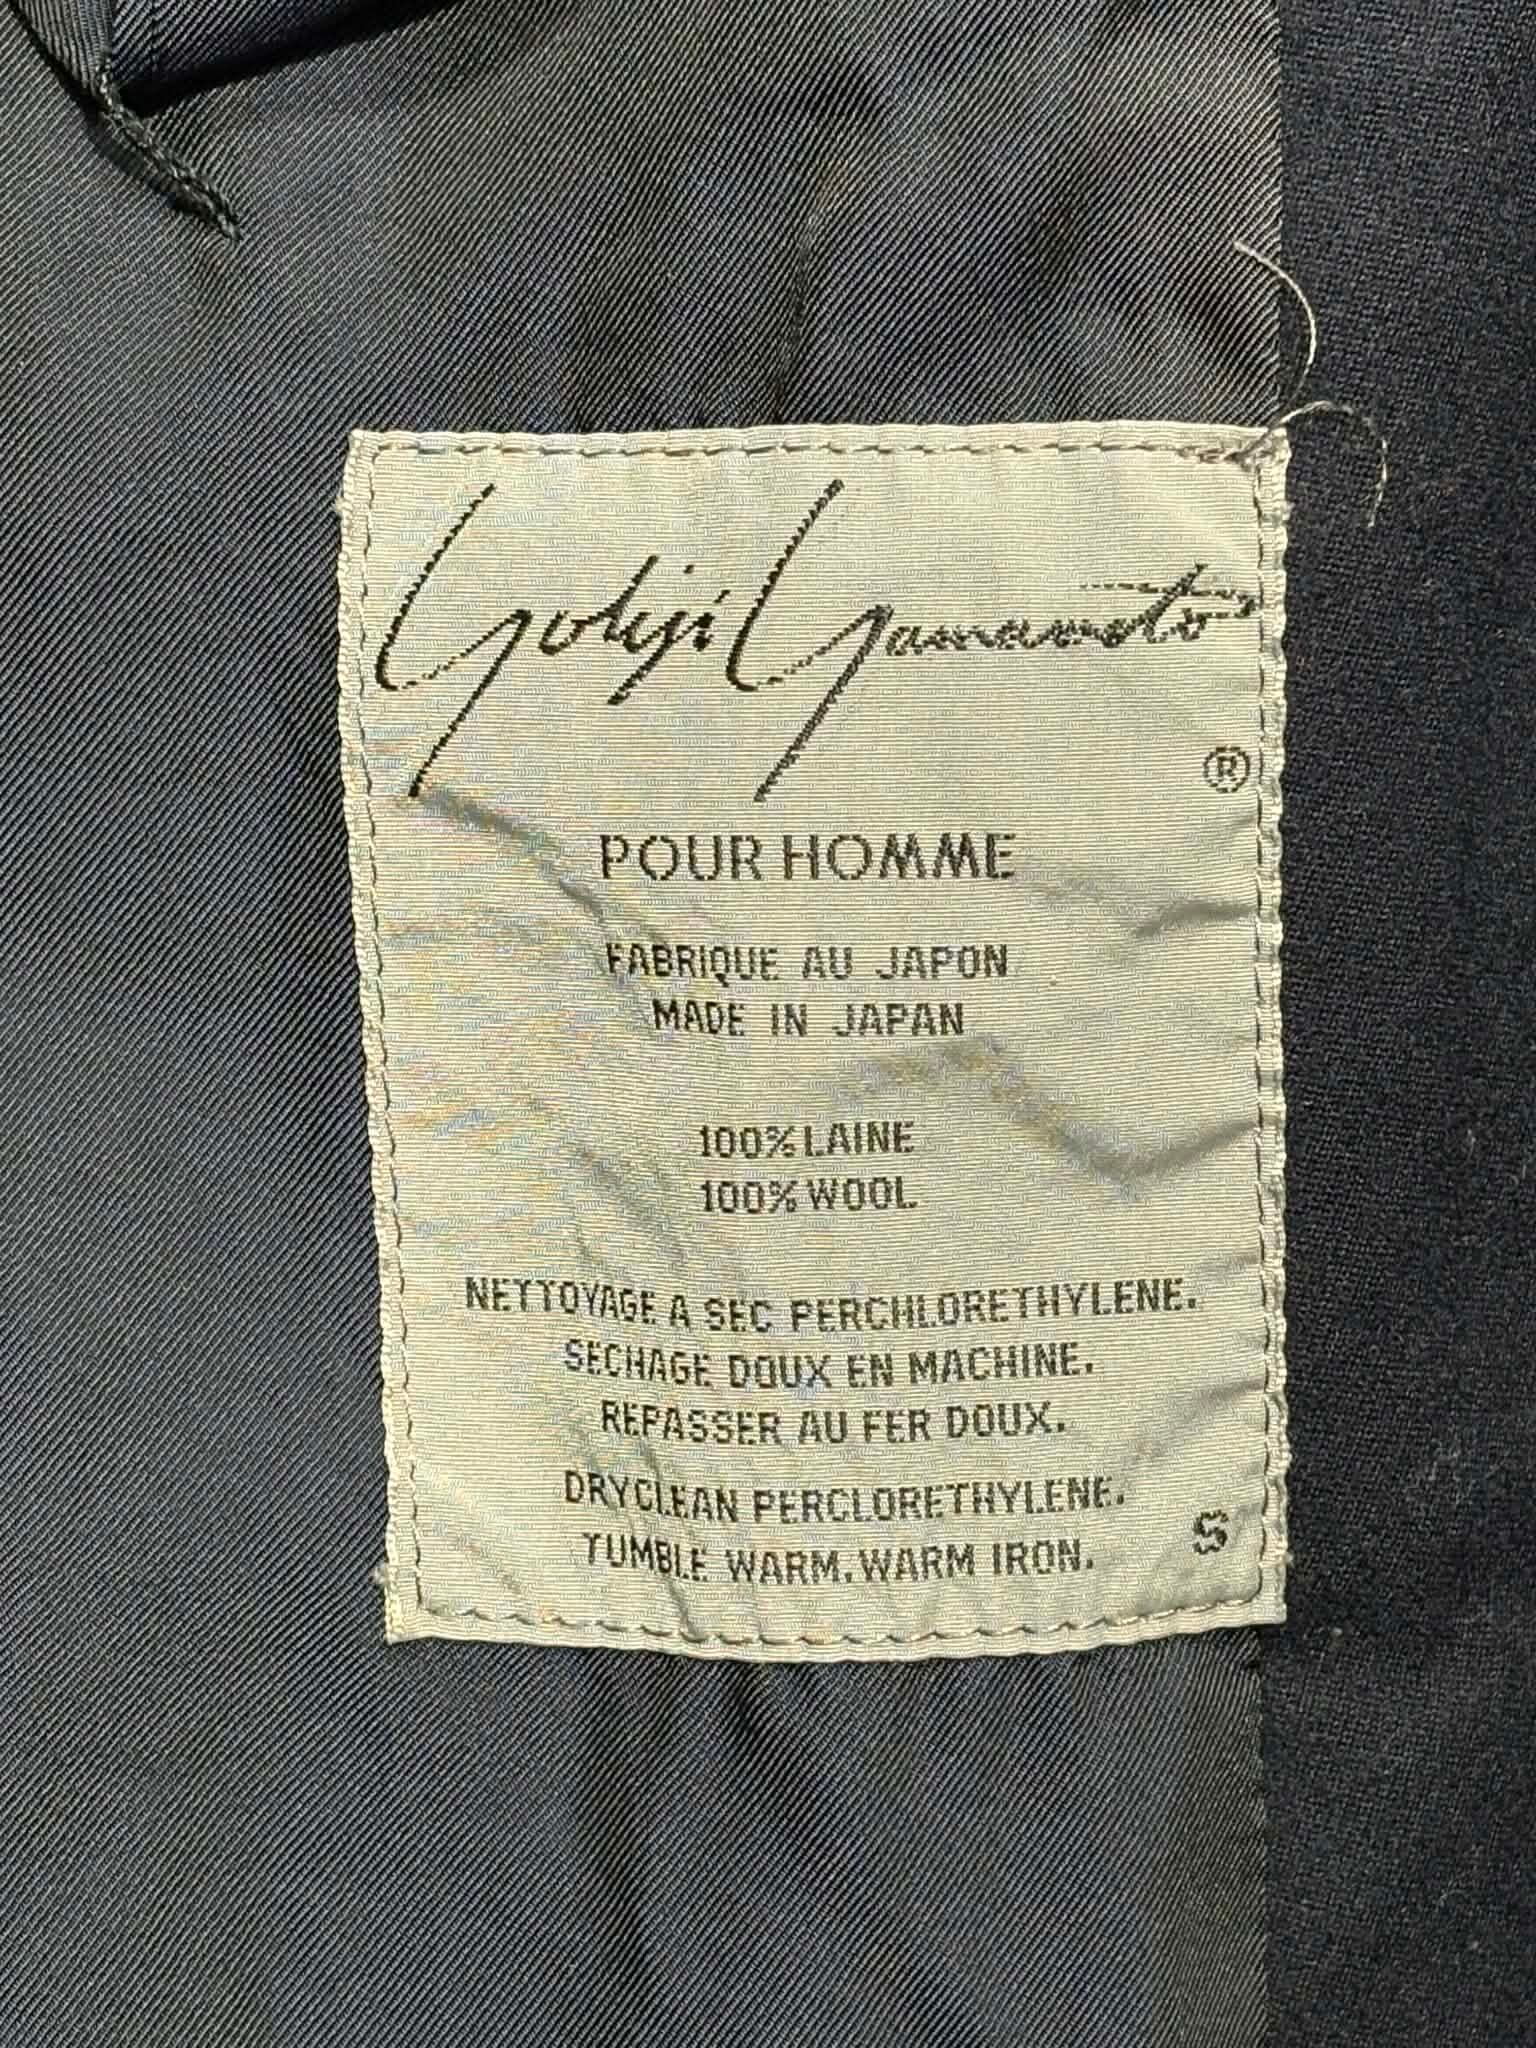 Yohji Yamamoto
®
POUR HOMME
FABRIQUE AU JAPON
MADE IN JAPAN
100% LAINE
100% WOOL
NETTOYAGE A SEC PERCHLORETHYLENE.
SECHAGE DOUX EN MACHINE.
REPASSER AU FER DOUX.
DRYCLEAN PERCLORETHYLENE.
TUMBLE WARM. WARM IRON.
S